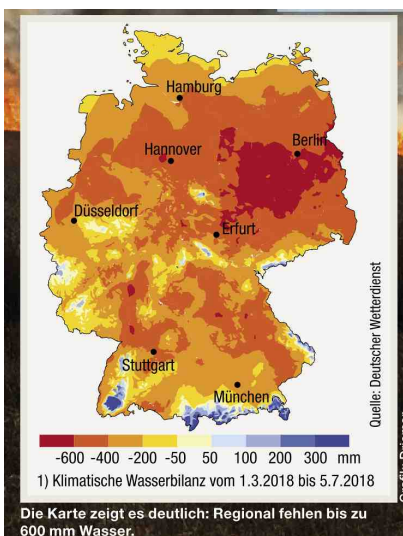 Hamburg
Berlin
Hannover
Düsseldorf
Erfurt
Stuttgart
München
Quelle: Deutscher Wetterdienst
-600 -400 -200 -50 50 100 200 300 mm
1) Klimatische Wasserbilanz vom 1.3.2018 bis 5.7.2018
Die Karte zeigt es deutlich: Regional fehlen bis zu
600 mm Wasser.